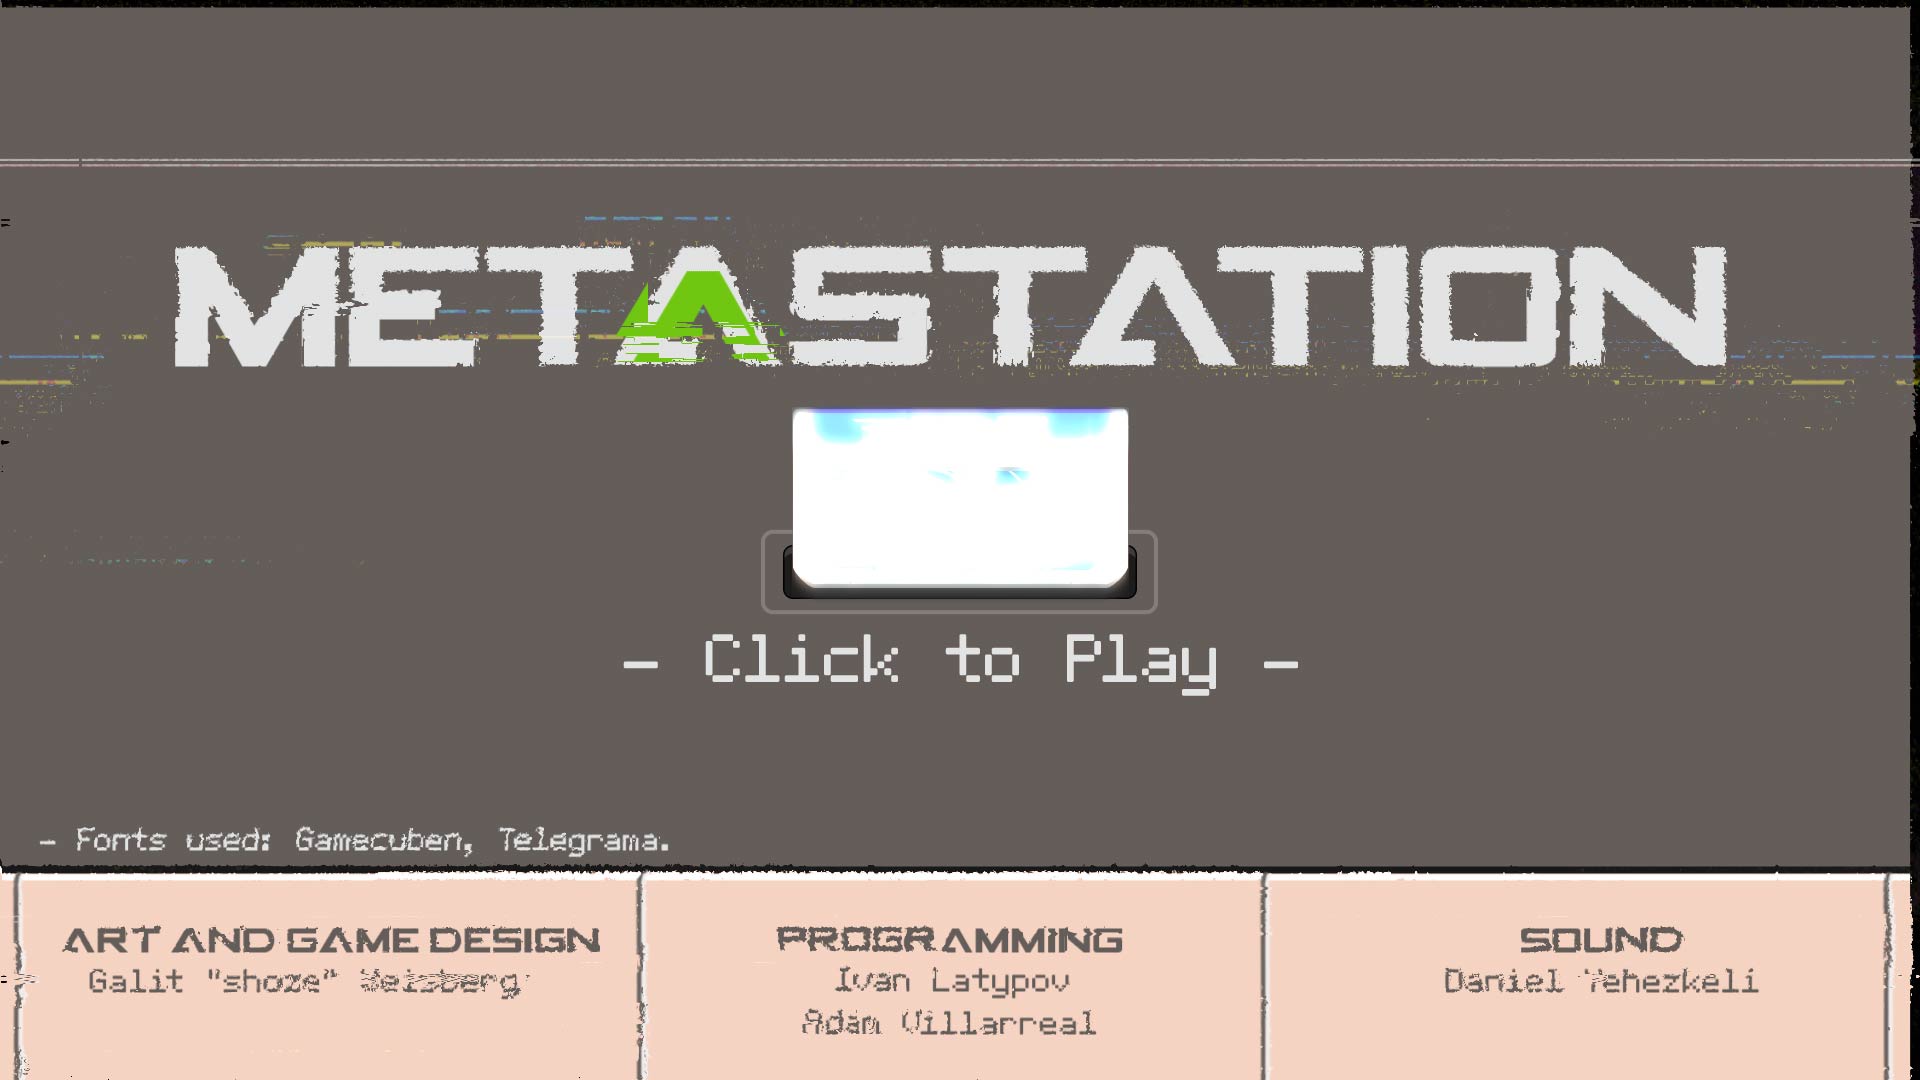 METASTATION
- Click to Play -
- Fonts used: Gamecuben, Telegrama.
ART AND GAME DESIGN
Galit "shoze" Weisberg
PROGRAMMING
Ivan Latypov
Adam Villarreal
SOUND
Daniel Yehezkeli